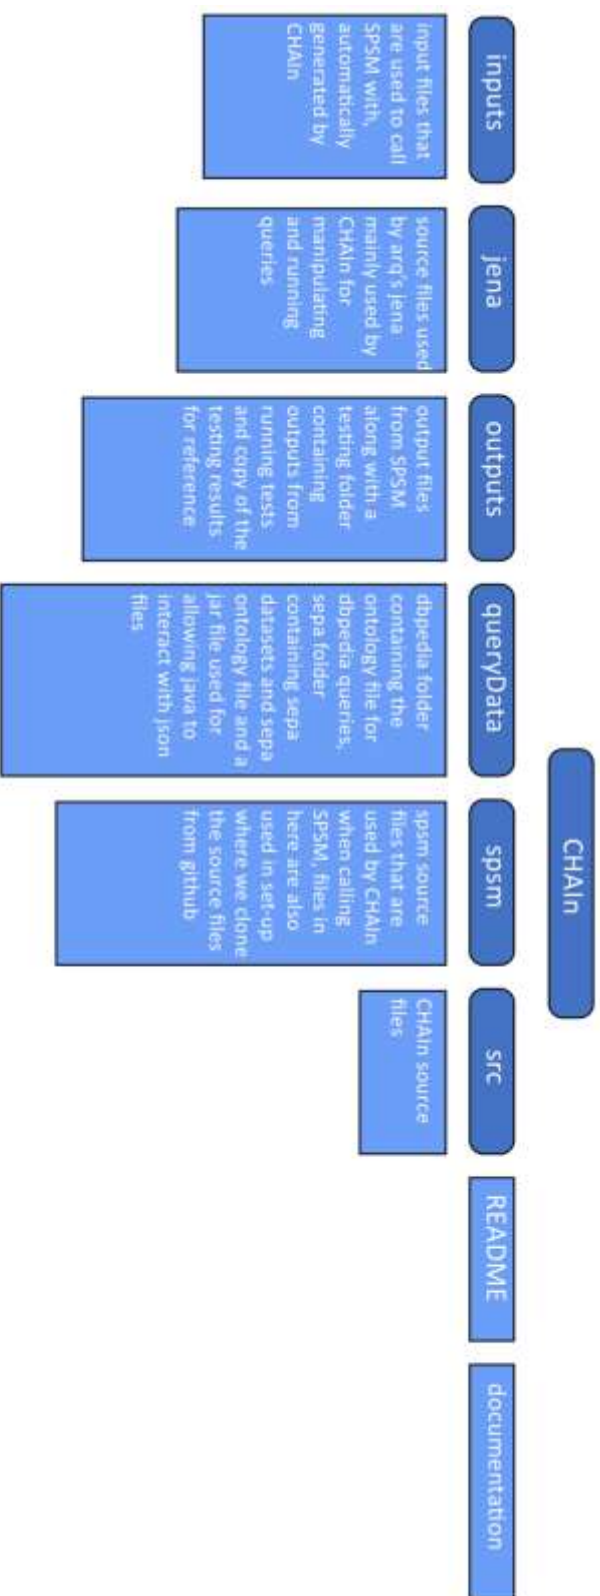 CHAIn
inputs
input files that
are used to call
SPSM with,
automatically
generated by
CHAIn
jena
source files used
by arq's jena
mainly used by
CHAIn for
manipulating
and running
queries
outputs
output files
from SPSM
along with a
testing folder
containing
outputs from
running tests
and copy of the
testing results
for reference
queryData
dbpedia folder
containing the
ontology file for
dbpedia queries,
sepa folder
containing sepa
datasets and sepa
ontology file and a
jar file used for
allowing java to
interact with json
files
spsm
spsm source
files that are
used by CHAIn
when calling
SPSM, files in
here are also
used in set-up
where we clone
the source files
from github
src
CHAIn source
files
README
documentation